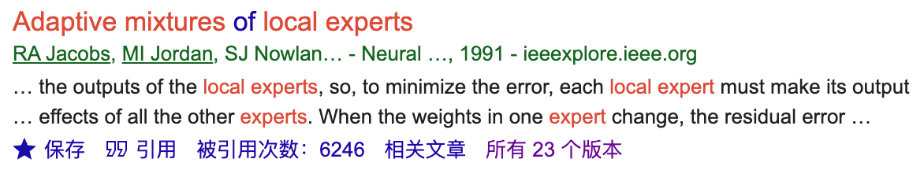 Adaptive mixtures of local experts
RA Jacobs, MI Jordan, SJ Nowlan… - Neural …, 1991 - ieeexplore.ieee.org
… the outputs of the local experts, so, to minimize the error, each local expert must make its output
… effects of all the other experts. When the weights in one expert change, the residual error …
★ 保存 引用 被引用次数：6246 相关文章 所有 23 个版本